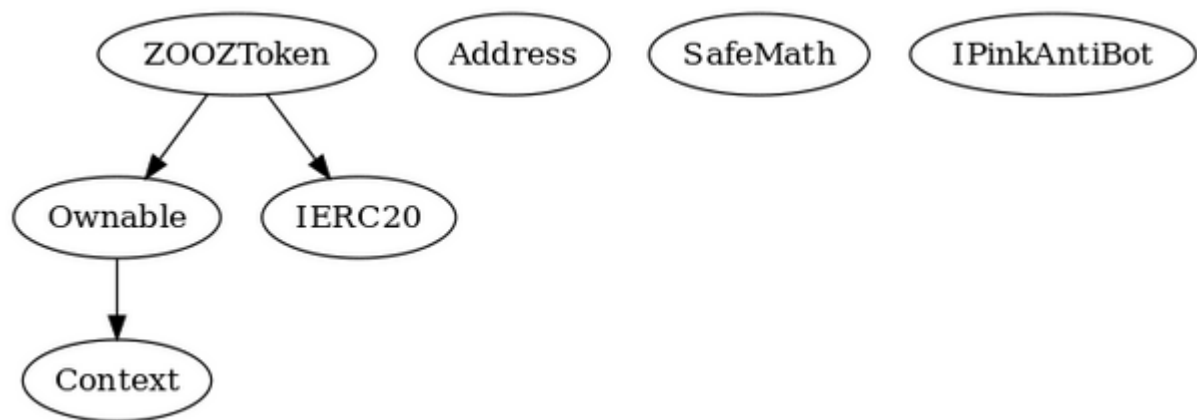 ZOOZToken
Address
SafeMath
IPinkAntiBot
Ownable
IERC20
Context